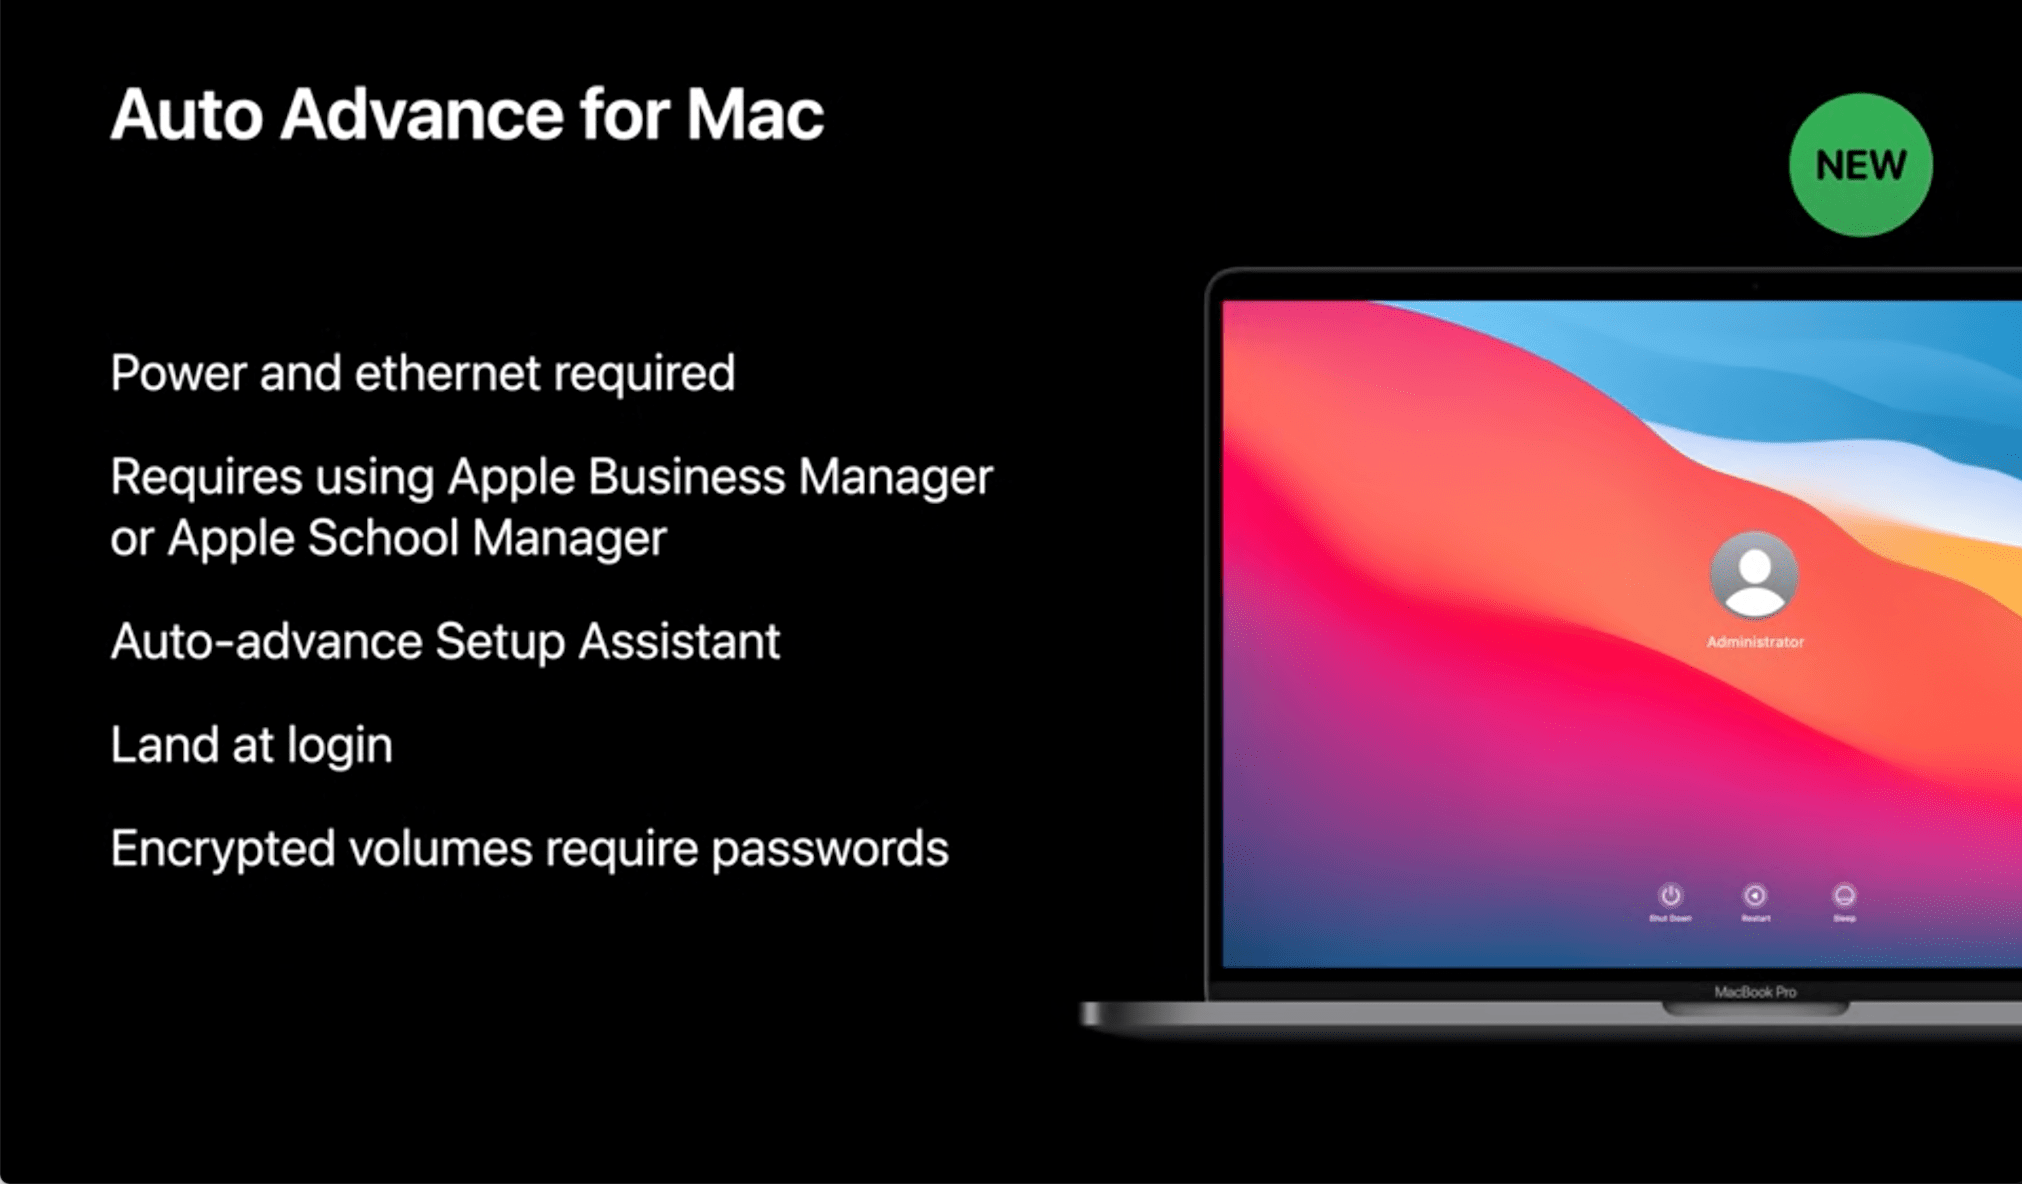 Auto Advance for Mac
NEW
Power and ethernet required
Requires using Apple Business Manager
or Apple School Manager
Auto-advance Setup Assistant
Land at login
Encrypted volumes require passwords
Administrator
Shut Down
Restart
Sleep
MacBook Pro